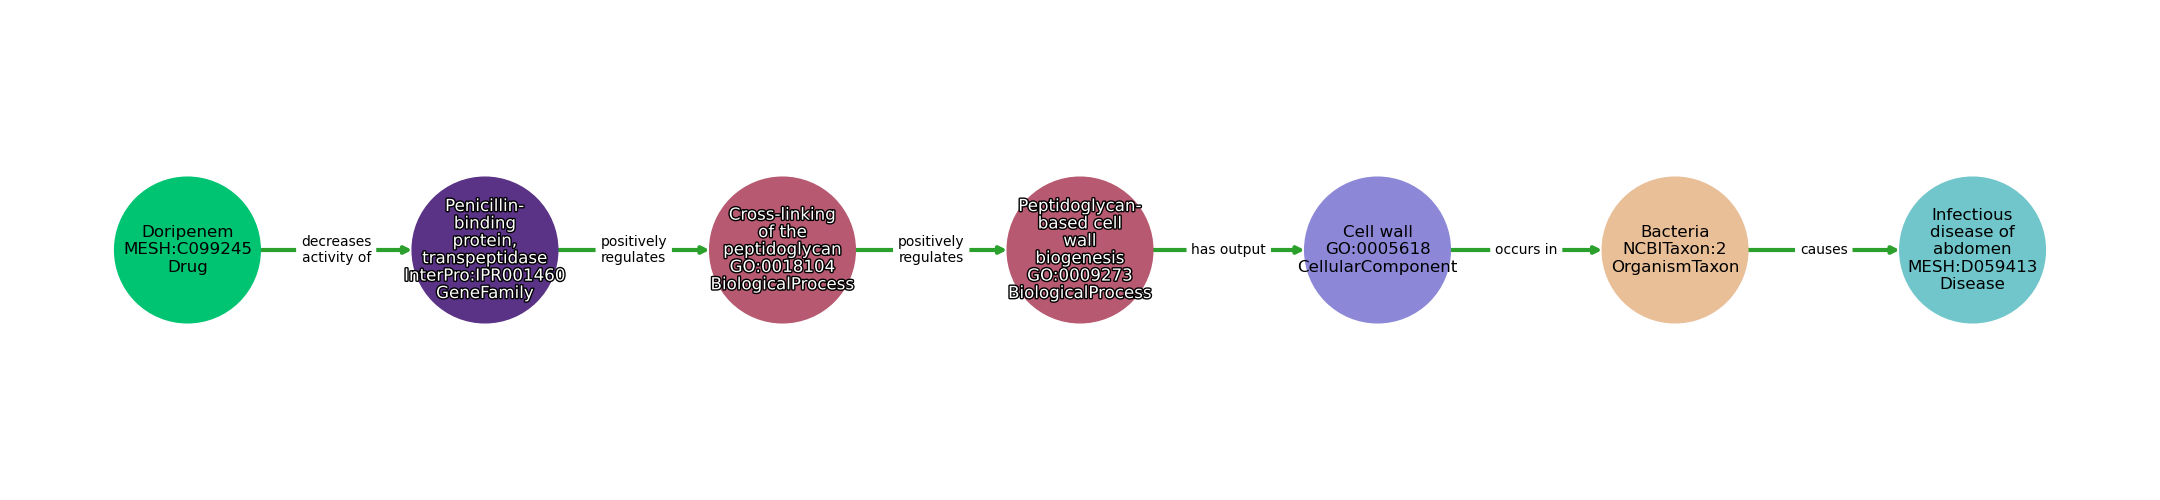 Doripenem
MESH:C099245
Drug
decreases
activity of
Penicillin-
binding
protein,
transpeptidase
InterPro:IPR001460
GeneFamily
positively
regulates
Cross-linking
of the
peptidoglycan
GO:0018104
BiologicalProcess
positively
regulates
Peptidoglycan-
based cell
wall
biogenesis
GO:0009273
BiologicalProcess
has output
Cell wall
GO:0005618
CellularComponent
occurs in
Bacteria
NCBITaxon:2
OrganismTaxon
causes
Infectious
disease of
abdomen
MESH:D059413
Disease